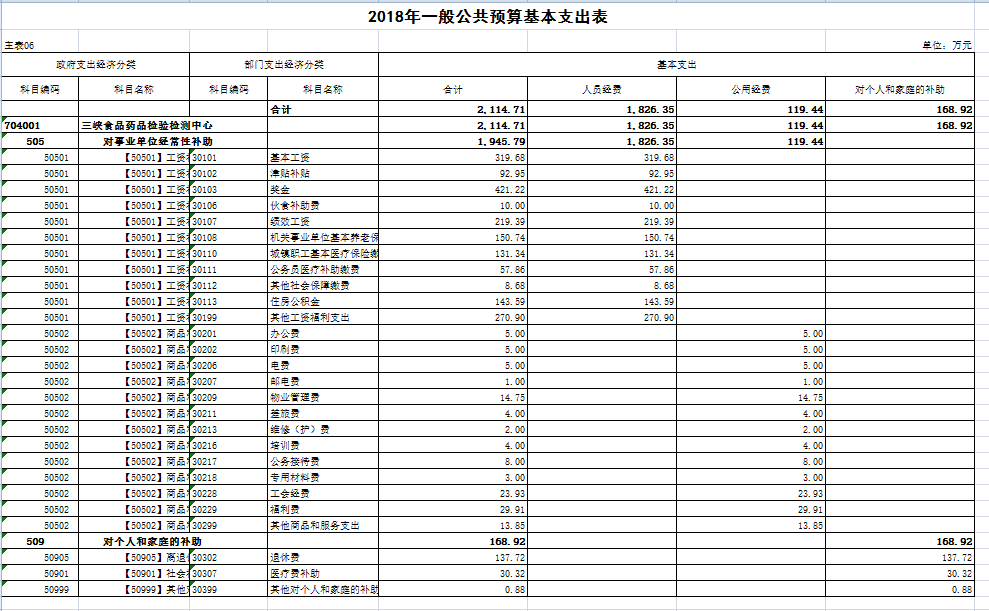 2018年一般公共预算基本支出表
主表06 单位：万元
政府支出经济分类 部门支出经济分类 基本支出
科目编码 科目名称 科目编码 科目名称 合计 人员经费 公用经费 对个人和家庭的补助
合计 2,114.71 1,826.35 119.44 168.92
704001 三峡食品药品检验检测中心 2,114.71 1,826.35 119.44 168.92
505 对事业单位经常性补助 1,945.79 1,826.35 119.44
50501 【50501】工资 30101 基本工资 319.68 319.68
50501 【50501】工资 30102 津贴补贴 92.95 92.95
50501 【50501】工资 30103 奖金 421.22 421.22
50501 【50501】工资 30106 伙食补助费 10.00 10.00
50501 【50501】工资 30107 绩效工资 219.39 219.39
50501 【50501】工资 30108 机关事业单位基本养老保 150.74 150.74
50501 【50501】工资 30110 城镇职工基本医疗保险缴 131.34 131.34
50501 【50501】工资 30111 公务员医疗补助缴费 57.86 57.86
50501 【50501】工资 30112 其他社会保障缴费 8.68 8.68
50501 【50501】工资 30113 住房公积金 143.59 143.59
50501 【50501】工资 30199 其他工资福利支出 270.90 270.90
50502 【50502】商品 30201 办公费 5.00 5.00
50502 【50502】商品 30202 印刷费 5.00 5.00
50502 【50502】商品 30206 电费 5.00 5.00
50502 【50502】商品 30207 邮电费 1.00 1.00
50502 【50502】商品 30209 物业管理费 14.75 14.75
50502 【50502】商品 30211 差旅费 4.00 4.00
50502 【50502】商品 30213 维修（护）费 2.00 2.00
50502 【50502】商品 30216 培训费 4.00 4.00
50502 【50502】商品 30217 公务接待费 8.00 8.00
50502 【50502】商品 30218 专用材料费 3.00 3.00
50502 【50502】商品 30228 工会经费 23.93 23.93
50502 【50502】商品 30229 福利费 29.91 29.91
50502 【50502】商品 30299 其他商品和服务支出 13.85 13.85
509 对个人和家庭的补助 168.92 168.92
50905 【50905】离退 30302 退休费 137.72 137.72
50901 【50901】社会 30307 医疗费补助 30.32 30.32
50999 【50999】其他 30399 其他对个人和家庭的补助 0.88 0.88